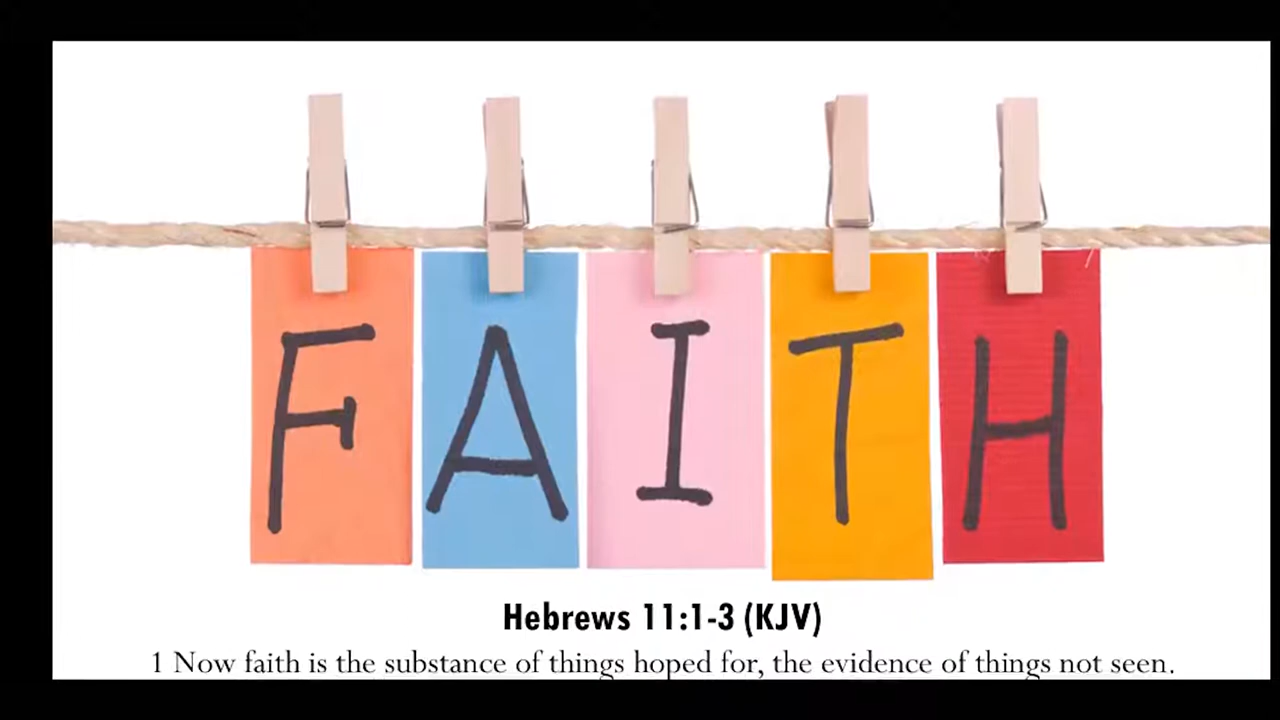 FAITH
Hebrews 11:1-3 (KJV)
1 Now faith is the substance of things hoped for, the evidence of things not seen.